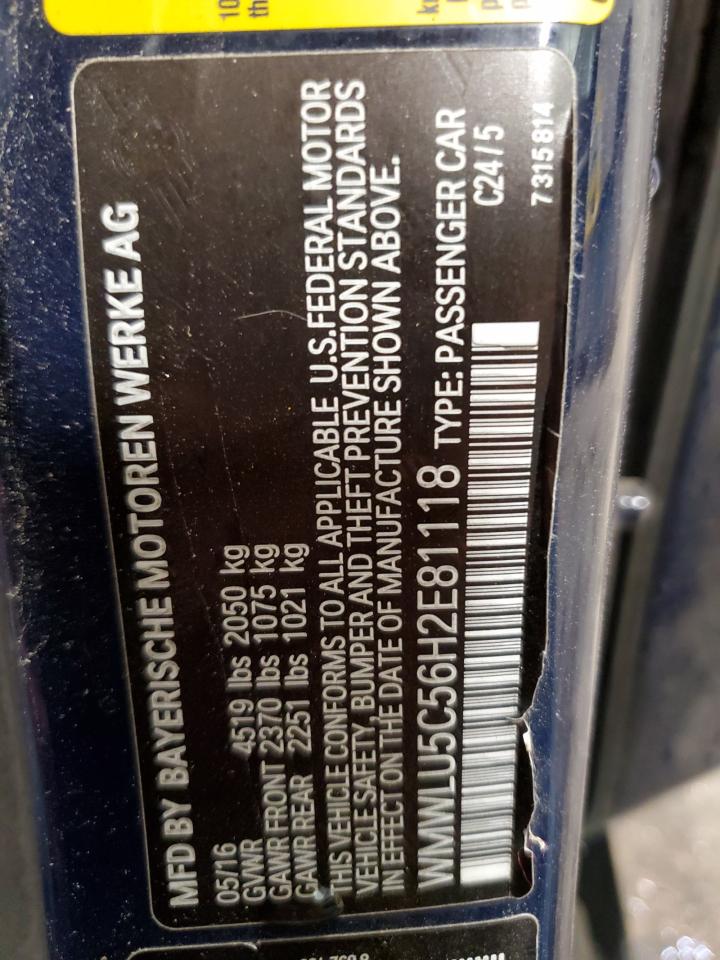 MFD BY BAYERISCHE MOTOREN WERKE AG
05/16
GVWR 4519 lbs 2050 kg
GAWR FRONT 2370 lbs 1075 kg
GAWR REAR 2251 lbs 1021 kg
THIS VEHICLE CONFORMS TO ALL APPLICABLE U.S. FEDERAL MOTOR
VEHICLE SAFETY, BUMPER AND THEFT PREVENTION STANDARDS
IN EFFECT ON THE DATE OF MANUFACTURE SHOWN ABOVE.
WMWLU5C56H2E81118 TYPE: PASSENGER CAR
C24/5
7 315 814